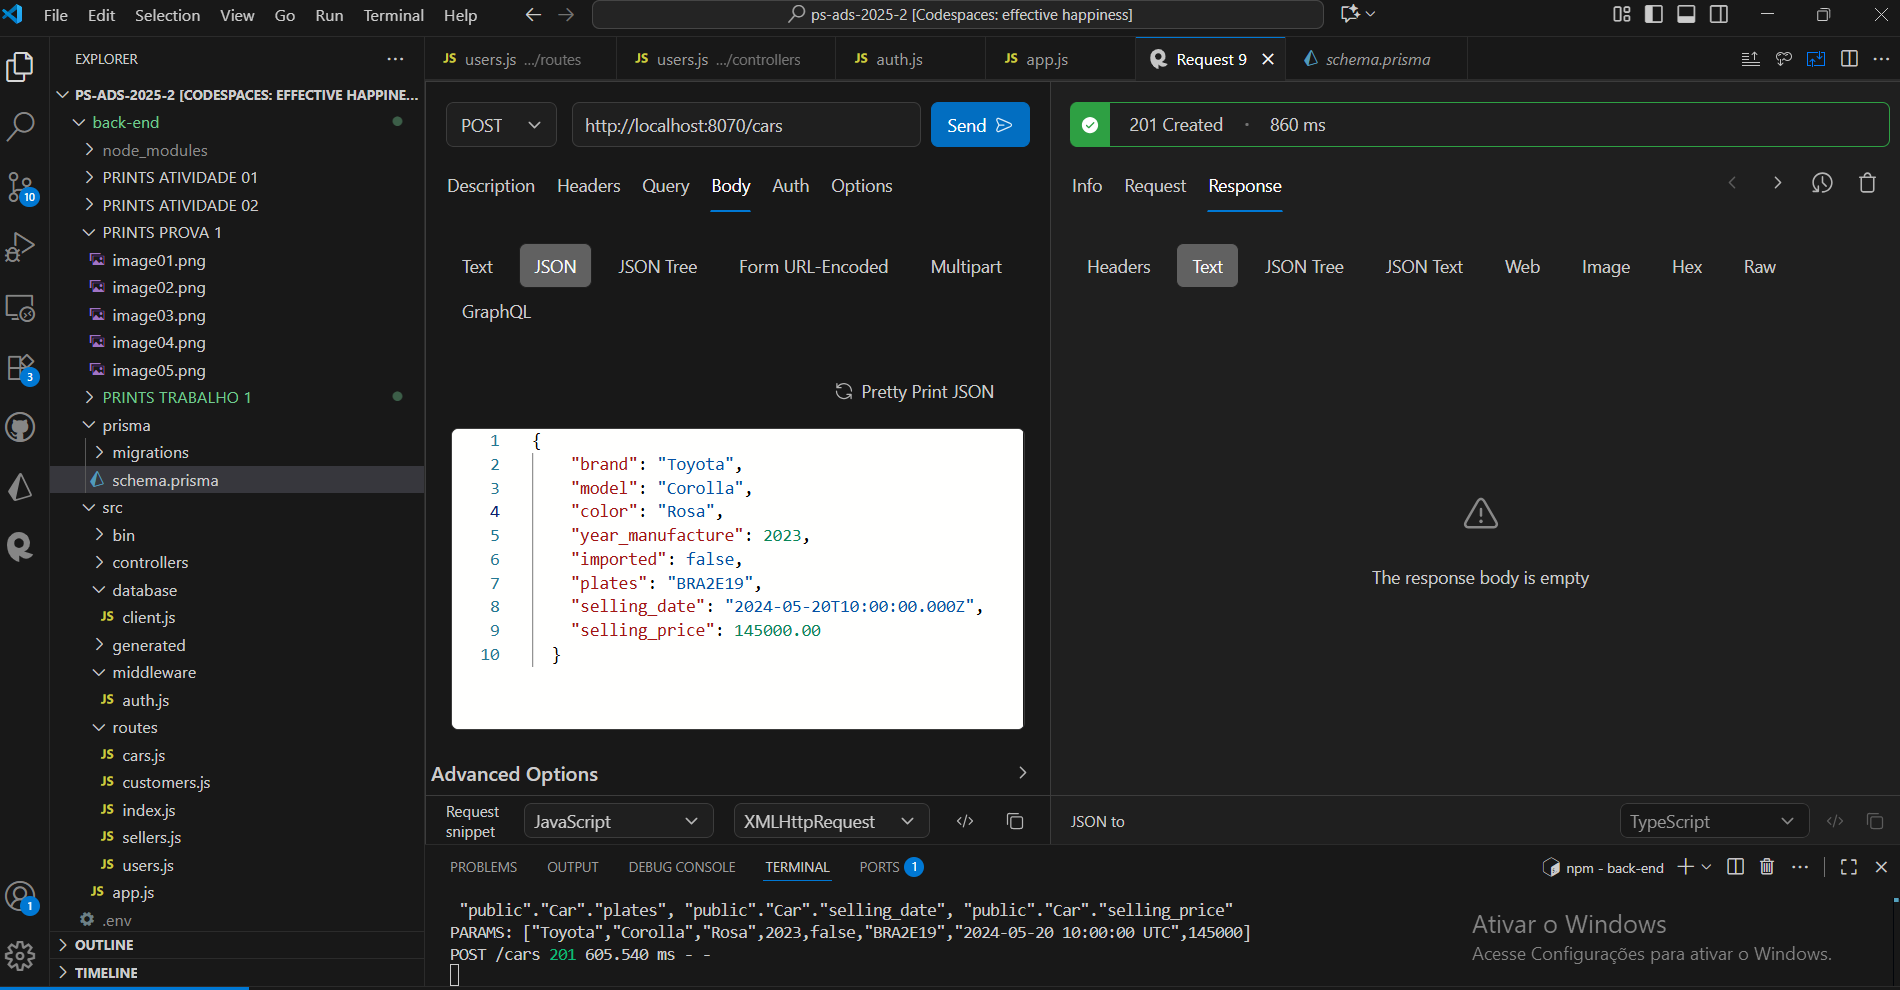 File Edit Selection View Go Run Terminal Help
ps-ads-2025-2 [Codespaces: effective happiness]
EXPLORER
PS-ADS-2025-2 [CODESPACES: EFFECTIVE HAPPINE...
back-end
node_modules
PRINTS ATIVIDADE 01
PRINTS ATIVIDADE 02
PRINTS PROVA 1
image01.png
image02.png
image03.png
image04.png
image05.png
PRINTS TRABALHO 1
prisma
migrations
schema.prisma
src
bin
controllers
database
JS client.js
generated
middleware
JS auth.js
routes
JS cars.js
JS customers.js
JS index.js
JS sellers.js
JS users.js
JS app.js
.env
OUTLINE
TIMELINE
10
3
1
JS users.js .../routes
JS users.js .../controllers
JS auth.js
JS app.js
Request 9
schema.prisma
POST
http://localhost:8070/cars
Send
Description Headers Query Body Auth Options
Text JSON JSON Tree Form URL-Encoded Multipart
GraphQL
Pretty Print JSON
1 {
2 "brand": "Toyota",
3 "model": "Corolla",
4 "color": "Rosa",
5 "year_manufacture": 2023,
6 "imported": false,
7 "plates": "BRA2E19",
8 "selling_date": "2024-05-20T10:00:00.000Z",
9 "selling_price": 145000.00
10 }
Advanced Options
Request snippet
JavaScript
XMLHttpRequest
201 Created · 860 ms
Info Request Response
Headers Text JSON Tree JSON Text Web Image Hex Raw
The response body is empty
JSON to
TypeScript
PROBLEMS OUTPUT DEBUG CONSOLE TERMINAL PORTS 1
npm - back-end
"public"."Car"."plates", "public"."Car"."selling_date", "public"."Car"."selling_price"
PARAMS: ["Toyota","Corolla","Rosa",2023,false,"BRA2E19","2024-05-20 10:00:00 UTC",145000]
POST /cars 201 605.540 ms - -
Ativar o Windows
Acesse Configurações para ativar o Windows.